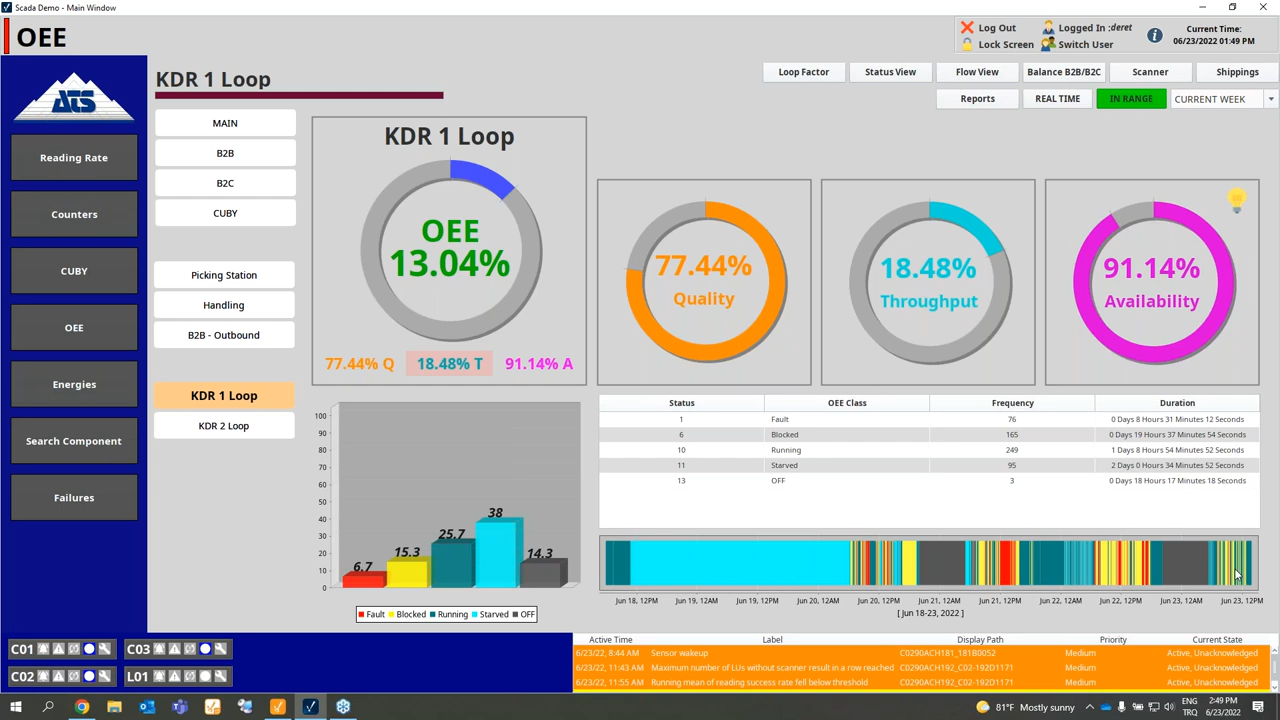 Scada Demo - Main Window
OEE
Log Out
Logged In :deret
Lock Screen
Switch User
Current Time:
06/23/2022 01:49 PM
ATS
Reading Rate
Counters
CUBY
OEE
Energies
Search Component
Failures
KDR 1 Loop
Loop Factor
Status View
Flow View
Balance B2B/B2C
Scanner
Shippings
Reports
REAL TIME
IN RANGE
CURRENT WEEK
MAIN
B2B
B2C
CUBY
Picking Station
Handling
B2B - Outbound
KDR 1 Loop
KDR 2 Loop
KDR 1 Loop
OEE
13.04%
77.44% Q 18.48% T 91.14% A
77.44%
Quality
18.48%
Throughput
91.14%
Availability
Status OEE Class Frequency Duration
1 Fault 76 0 Days 8 Hours 31 Minutes 12 Seconds
6 Blocked 165 0 Days 19 Hours 37 Minutes 54 Seconds
10 Running 249 1 Days 8 Hours 54 Minutes 52 Seconds
11 Starved 95 2 Days 0 Hours 34 Minutes 52 Seconds
13 OFF 3 0 Days 18 Hours 17 Minutes 18 Seconds
100
90
80
70
60
50
40
30
20
10
0
6.7
15.3
25.7
38
14.3
Fault Blocked Running Starved OFF
Jun 18, 12PM Jun 19, 12AM Jun 19, 12PM Jun 20, 12AM Jun 20, 12PM Jun 21, 12AM Jun 21, 12PM Jun 22, 12AM Jun 22, 12PM Jun 23, 12AM Jun 23, 12PM
[ Jun 18-23, 2022 ]
C01
C03
C02
L01
Active Time Label Display Path Priority Current State
6/23/22, 8:44 AM Sensor wakeup C0290ACH181_181B0052 Medium Active, Unacknowledged
6/23/22, 11:43 AM Maximum number of LUs without scanner result in a row reached C0290ACH192_C02-192D1171 Medium Active, Unacknowledged
6/23/22, 11:55 AM Running mean of reading success rate fell below threshold C0290ACH192_C02-192D1171 Medium Active, Unacknowledged
81°F Mostly sunny
ENG
TRQ
2:49 PM
6/23/2022